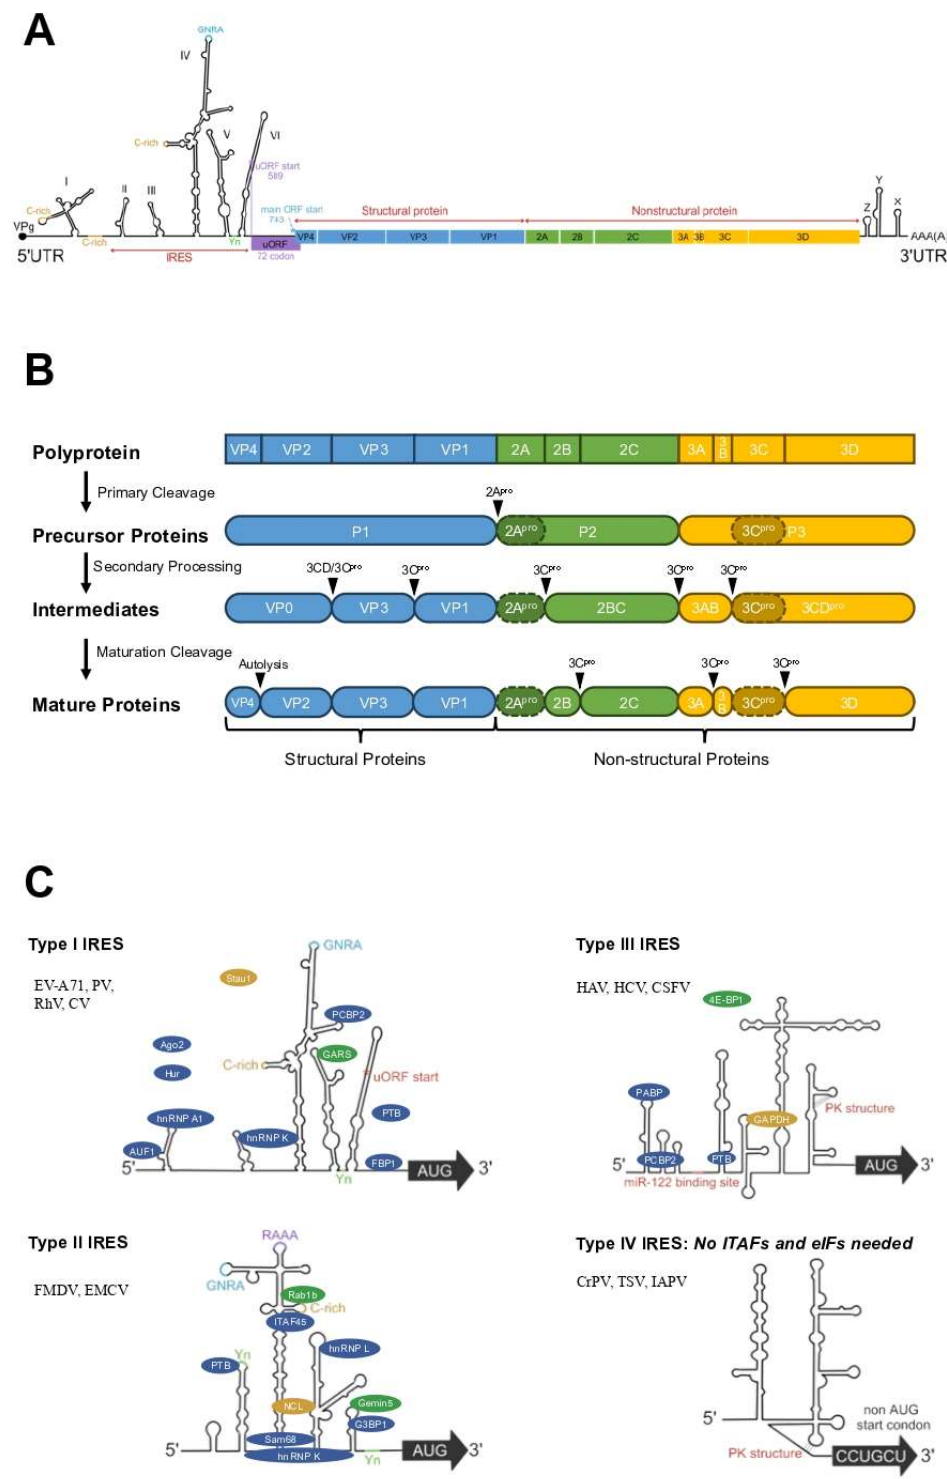 A
GNRA
IV
C-rich
V
VI
I
II
III
uORF start
589
C-rich
VPg
C-rich
main ORF start
743
Structural protein
Nonstructural protein
Z
Y
X
Yn
uORF
72 codon
VP4 VP2 VP3 VP1 2A 2B 2C 3A 3B 3C 3D
AAA(A)
5'UTR
IRES
3'UTR
B
Polyprotein
VP4 VP2 VP3 VP1 2A 2B 2C 3A 3B 3C 3D
Primary Cleavage
2Apro
Precursor Proteins
P1 2Apro P2 3Cpro P3
Secondary Processing
3CD/3Cpro 3Cpro 3Cpro 3Cpro 3Cpro
Intermediates
VP0 VP3 VP1 2Apro 2BC 3AB 3Cpro 3CDpro
Maturation Cleavage
Autolysis 3Cpro 3Cpro 3Cpro
Mature Proteins
VP4 VP2 VP3 VP1 2Apro 2B 2C 3A 3B 3Cpro 3D
Structural Proteins
Non-structural Proteins
C
Type I IRES
EV-A71, PV,
RhV, CV
GNRA
Stau1
PCBP2
Ago2
GARS
C-rich
Hur
uORF start
hnRNP A1
PTB
hnRNP K
AUF1
FBP1
5'
Yn
AUG
3'
Type III IRES
HAV, HCV, CSFV
4E-BP1
PABP
GAPDH
PK structure
PCBP2
PTB
5'
miR-122 binding site
AUG
3'
Type II IRES
FMDV, EMCV
RAAA
GNRA
Rab1b
C-rich
ITAF45
hnRNP L
Yn
PTB
NCL
Gemin5
G3BP1
Sam68
hnRNP K
5'
Yn
AUG
3'
Type IV IRES: No ITAFs and eIFs needed
CrPV, TSV, IAPV
5'
non AUG
start condon
PK structure
CCUGCU
3'